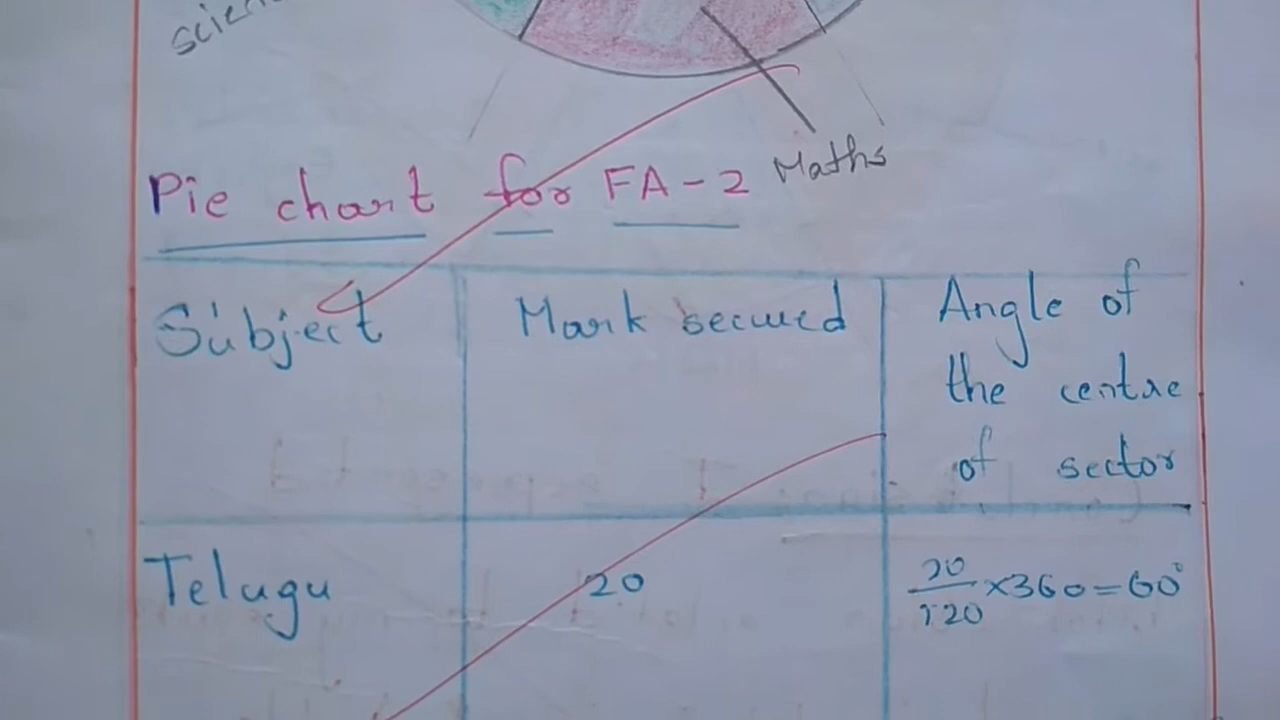 Maths
Pie chart for FA-2
Subject
Mark secured
Angle of
the centre
of sector
Telugu
20
20/120 ×360=60°